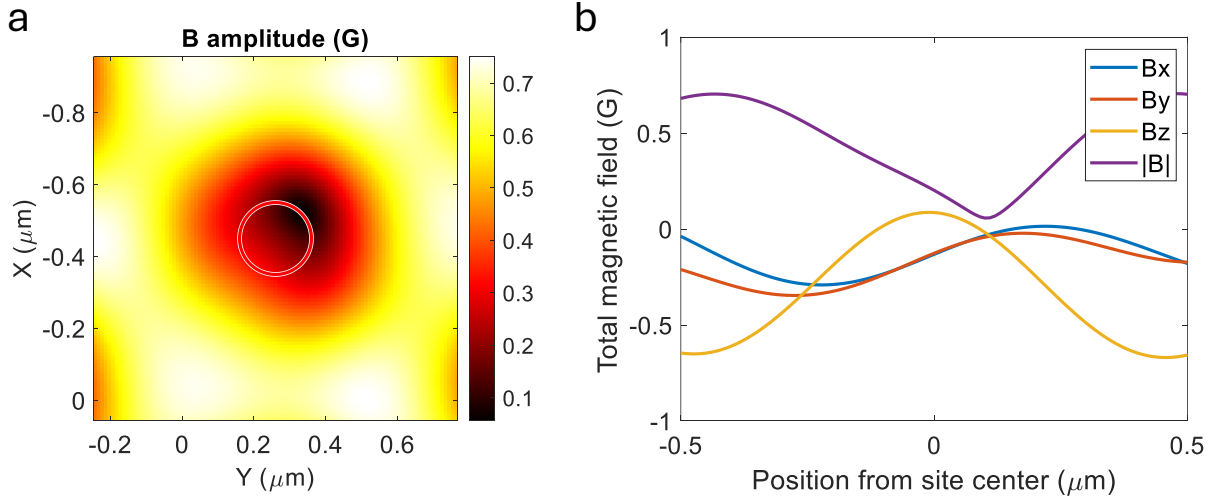 a
B amplitude (G)
X (μm)
-0.8
-0.6
-0.4
-0.2
0
-0.2
0
0.2
0.4
0.6
Y (μm)
0.7
0.6
0.5
0.4
0.3
0.2
0.1
b
Total magnetic field (G)
1
0.5
0
-0.5
-1
-0.5
0
0.5
Position from site center (μm)
Bx
By
Bz
|B|